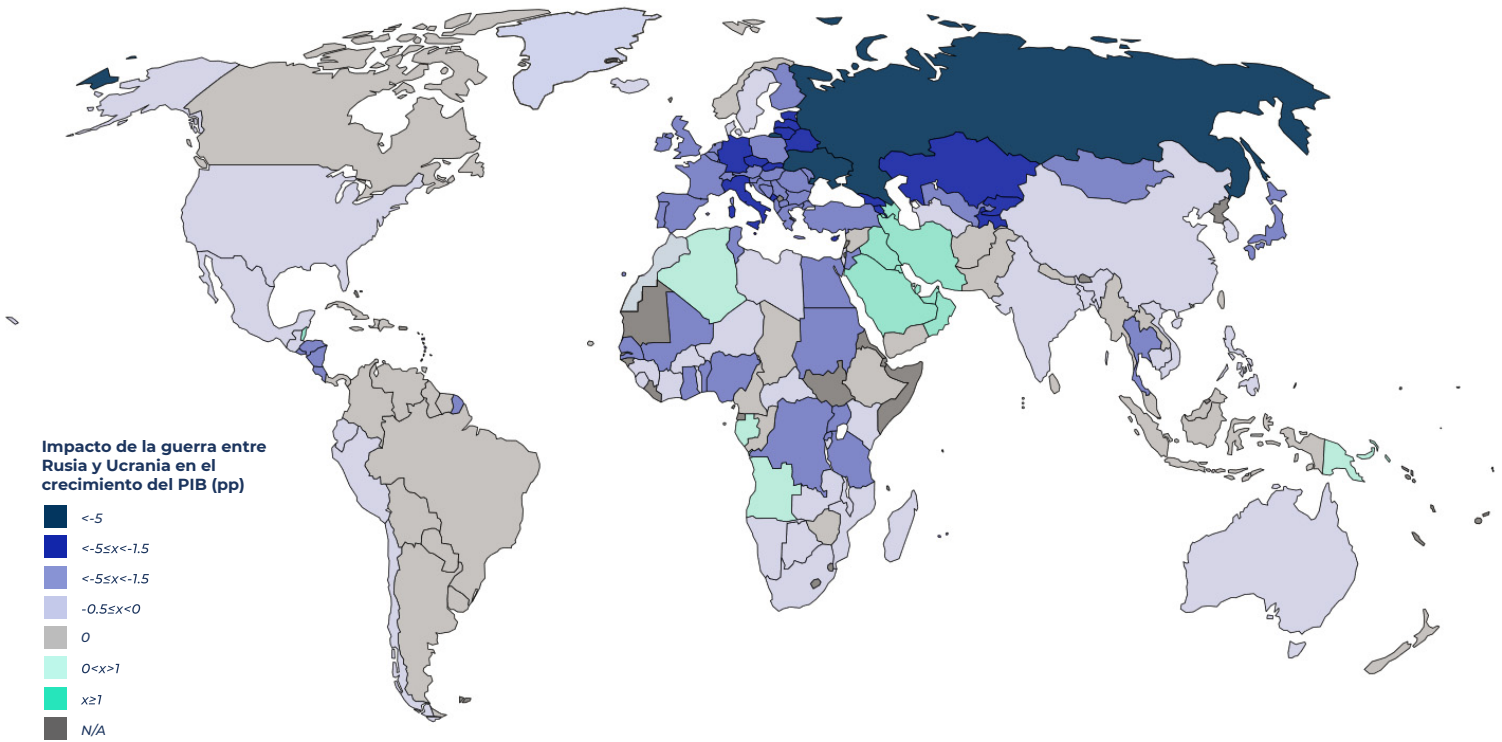 Impacto de la guerra entre
Rusia y Ucrania en el
crecimiento del PIB (pp)
<-5
<-5≤x<-1.5
<-5≤x<-1.5
-0.5≤x<0
0
0<x>1
x≥1
N/A